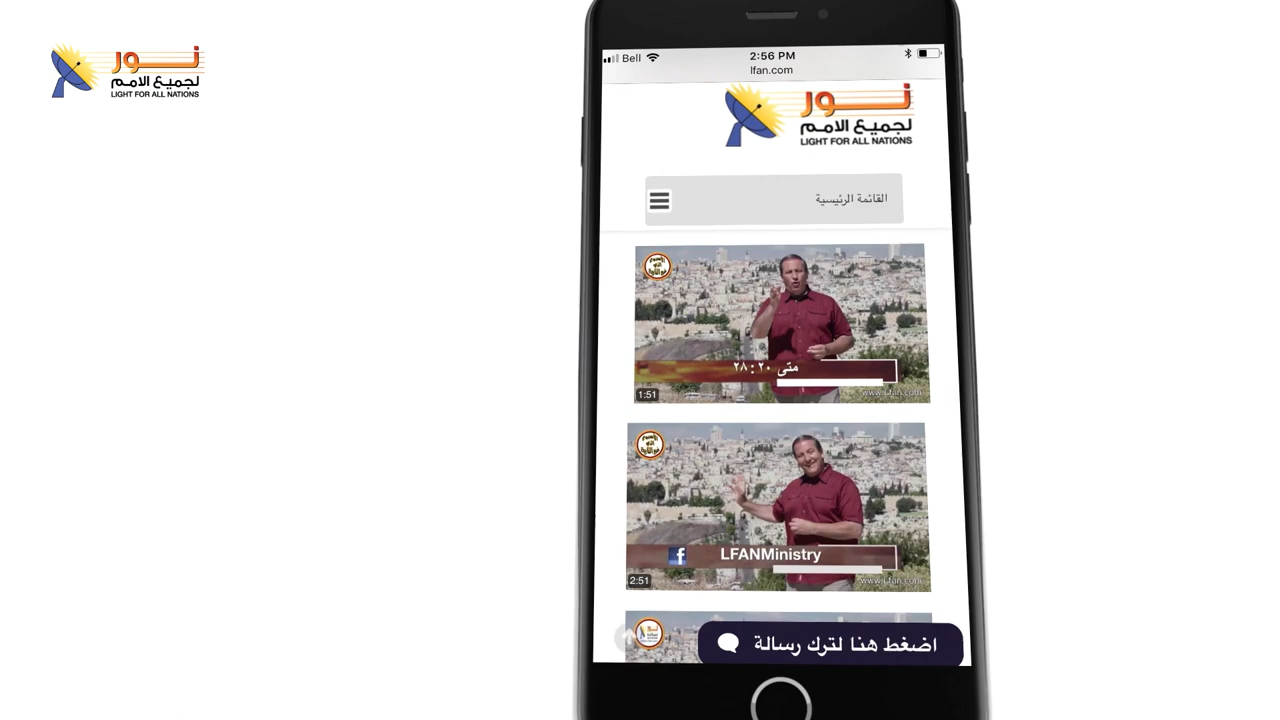 نـــور
لجميع الامم
LIGHT FOR ALL NATIONS
Bell
2:56 PM
lfan.com
نـــور
لجميع الامم
LIGHT FOR ALL NATIONS
القائمة الرئيسية
متى ٢٠ : ٢٨
1:51
www.Lfan.com
LFANMinistry
2:51
www.Lfan.com
اضغط هنا لترك رسالة